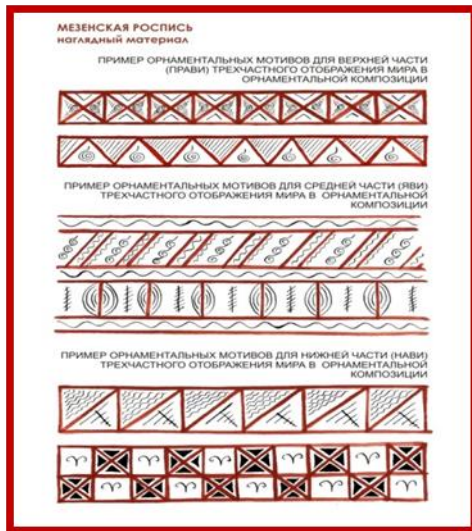 МЕЗЕНСКАЯ РОСПИСЬ
наглядный материал
ПРИМЕР ОРНАМЕНТАЛЬНЫХ МОТИВОВ ДЛЯ ВЕРХНЕЙ ЧАСТИ
(ПРАВИ) ТРЕХЧАСТНОГО ОТОБРАЖЕНИЯ МИРА В
ОРНАМЕНТАЛЬНОЙ КОМПОЗИЦИИ
ПРИМЕР ОРНАМЕНТАЛЬНЫХ МОТИВОВ ДЛЯ СРЕДНЕЙ ЧАСТИ (ЯВИ)
ТРЕХЧАСТНОГО ОТОБРАЖЕНИЯ МИРА В ОРНАМЕНТАЛЬНОЙ
КОМПОЗИЦИИ
ПРИМЕР ОРНАМЕНТАЛЬНЫХ МОТИВОВ ДЛЯ НИЖНЕЙ ЧАСТИ (НАВИ)
ТРЕХЧАСТНОГО ОТОБРАЖЕНИЯ МИРА В ОРНАМЕНТАЛЬНОЙ
КОМПОЗИЦИИ